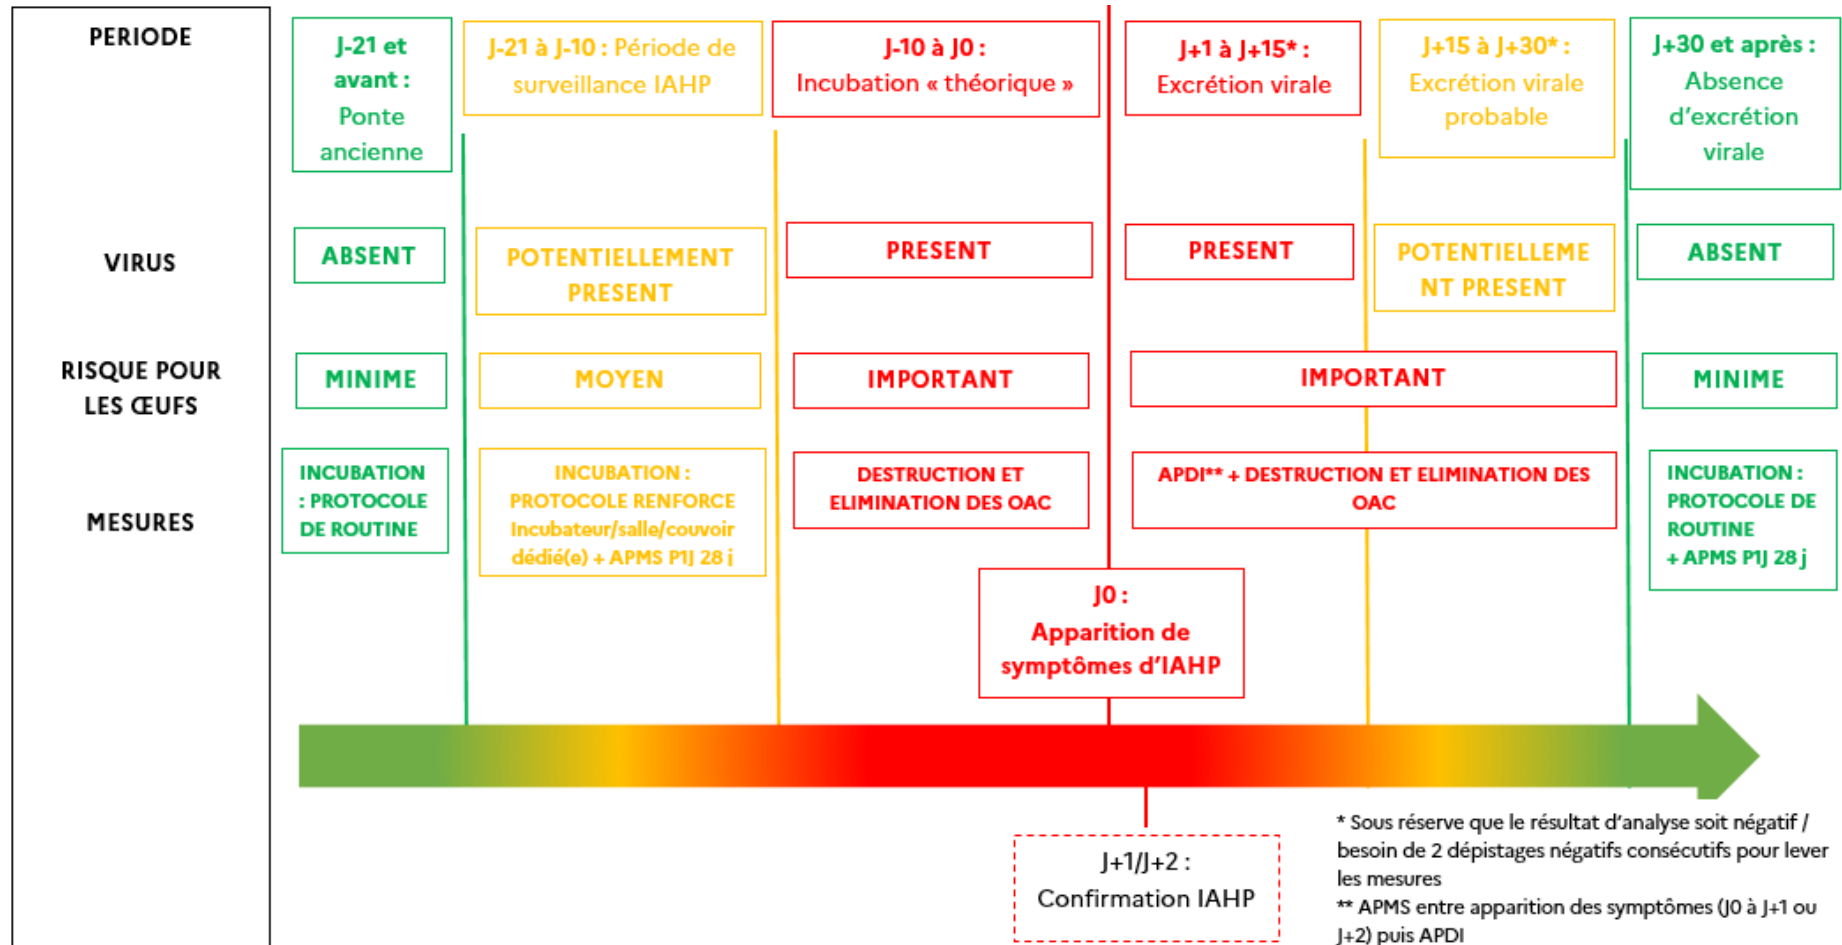 PERIODE
J-21 et
avant :
Ponte
ancienne
J-21 à J-10 : Période de
surveillance IAHP
J-10 à J0 :
Incubation « théorique »
J+1 à J+15* :
Excrétion virale
J+15 à J+30* :
Excrétion virale
probable
J+30 et après :
Absence
d'excrétion
virale
VIRUS
ABSENT
POTENTIELLEMENT
PRESENT
PRESENT
PRESENT
POTENTIELLEME
NT PRESENT
ABSENT
RISQUE POUR
LES ŒUFS
MINIME
MOYEN
IMPORTANT
IMPORTANT
MINIME
MESURES
INCUBATION
: PROTOCOLE
DE ROUTINE
INCUBATION :
PROTOCOLE RENFORCE
Incubateur/salle/couvoir
dédié(e) + APMS P1J 28 j
DESTRUCTION ET
ELIMINATION DES OAC
APDI** + DESTRUCTION ET ELIMINATION DES
OAC
INCUBATION :
PROTOCOLE DE
ROUTINE
+ APMS P1J 28 j
J0 :
Apparition de
symptômes d'IAHP
J+1/J+2 :
Confirmation IAHP
* Sous réserve que le résultat d'analyse soit négatif /
besoin de 2 dépistages négatifs consécutifs pour lever
les mesures
** APMS entre apparition des symptômes (J0 à J+1 ou
J+2) puis APDI